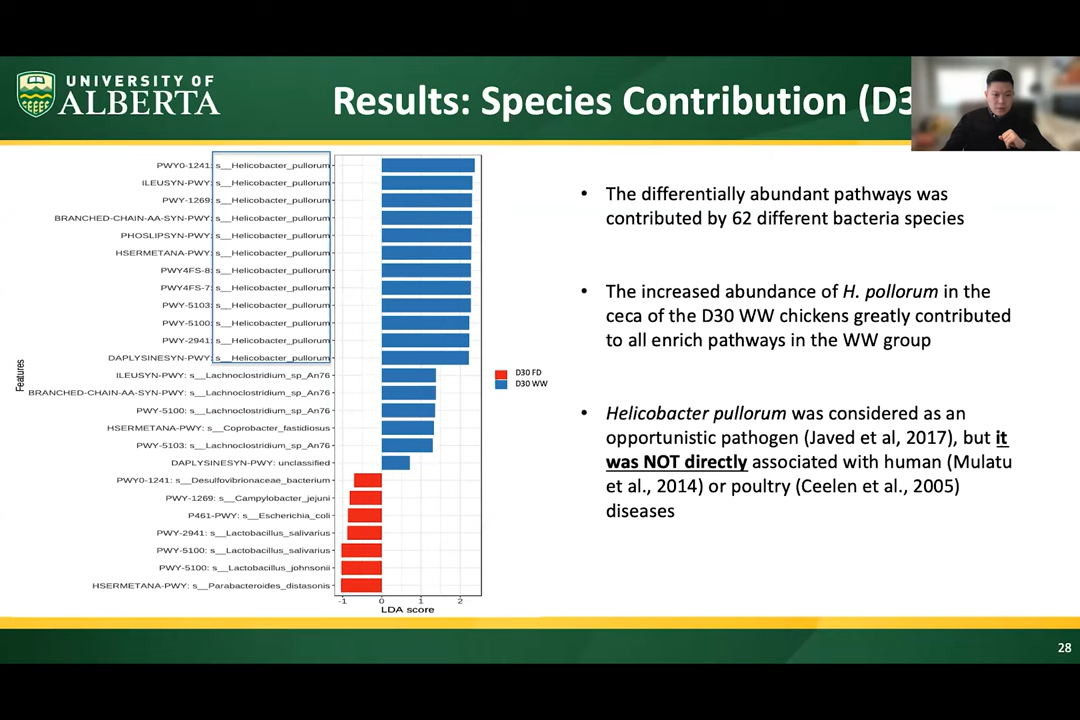 UNIVERSITY OF
ALBERTA
Results: Species Contribution (D3
PWY0-1241: s__Helicobacter_pullorum
ILEUSYN-PWY: s__Helicobacter_pullorum
PWY-1269: s__Helicobacter_pullorum
BRANCHED-CHAIN-AA-SYN-PWY: s__Helicobacter_pullorum
PHOSLIPSYN-PWY: s__Helicobacter_pullorum
HSERMETANA-PWY: s__Helicobacter_pullorum
PWY4FS-8: s__Helicobacter_pullorum
PWY4FS-7: s__Helicobacter_pullorum
PWY-5103: s__Helicobacter_pullorum
PWY-5100: s__Helicobacter_pullorum
PWY-2941: s__Helicobacter_pullorum
DAPLYSINESYN-PWY: s__Helicobacter_pullorum
ILEUSYN-PWY: s__Lachnoclostridium_sp_An76
BRANCHED-CHAIN-AA-SYN-PWY: s__Lachnoclostridium_sp_An76
PWY-5100: s__Lachnoclostridium_sp_An76
HSERMETANA-PWY: s__Coprobacter_fastidiosus
PWY-5103: s__Lachnoclostridium_sp_An76
DAPLYSINESYN-PWY: unclassified
PWY0-1241: s__Desulfovibrionaceae_bacterium
PWY-1269: s__Campylobacter_jejuni
P461-PWY: s__Escherichia_coli
PWY-2941: s__Lactobacillus_salivarius
PWY-5100: s__Lactobacillus_salivarius
PWY-5100: s__Lactobacillus_johnsonii
HSERMETANA-PWY: s__Parabacteroides_distasonis
Features
-1 0 1 2
LDA score
D30 FD
D30 WW
• The differentially abundant pathways was
contributed by 62 different bacteria species
• The increased abundance of H. pollorum in the
ceca of the D30 WW chickens greatly contributed
to all enrich pathways in the WW group
• Helicobacter pullorum was considered as an
opportunistic pathogen (Javed et al, 2017), but it
was NOT directly associated with human (Mulatu
et al., 2014) or poultry (Ceelen et al., 2005)
diseases
28